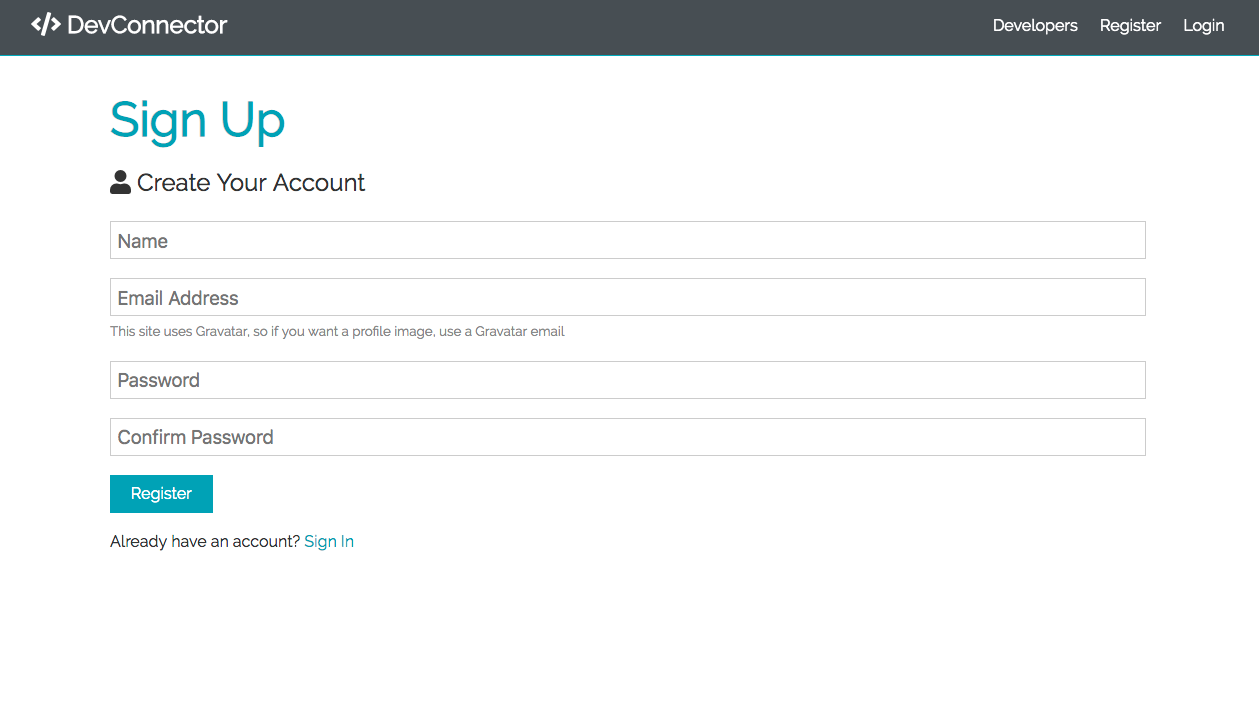 </> DevConnector
Developers Register Login
Sign Up
Create Your Account
Name
Email Address
This site uses Gravatar, so if you want a profile image, use a Gravatar email
Password
Confirm Password
Register
Already have an account? Sign In